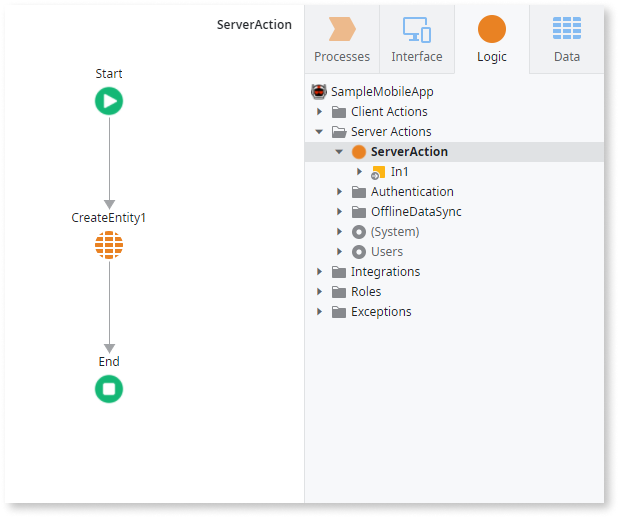 ServerAction
Start
CreateEntity1
End
Processes
Interface
Logic
Data
SampleMobileApp
Client Actions
Server Actions
ServerAction
In1
Authentication
OfflineDataSync
(System)
Users
Integrations
Roles
Exceptions